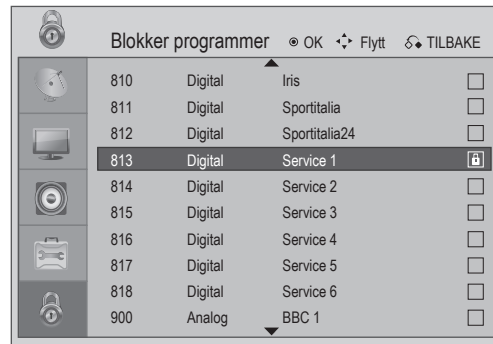 Blokker programmer OK Flytt TILBAKE
810 Digital Iris
811 Digital Sportitalia
812 Digital Sportitalia24
813 Digital Service 1
814 Digital Service 2
815 Digital Service 3
816 Digital Service 4
817 Digital Service 5
818 Digital Service 6
900 Analog BBC 1